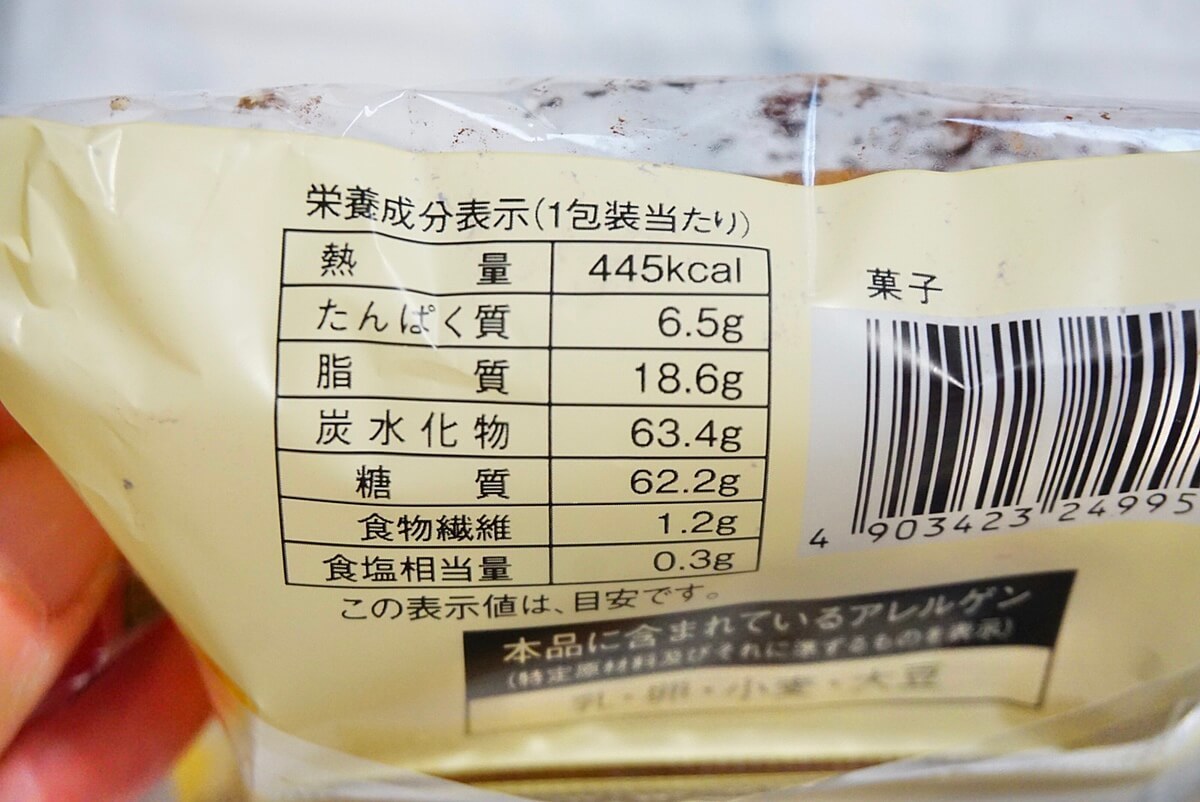 栄養成分表示(1包装当たり)
熱量 445kcal
たんぱく質 6.5g
脂質 18.6g
炭水化物 63.4g
糖質 62.2g
食物繊維 1.2g
食塩相当量 0.3g
この表示値は、目安です。
菓子
4 903423 24995
本品に含まれているアレルゲン
(特定原材料及びそれに準ずるものを表示)
乳・卵・小麦・大豆